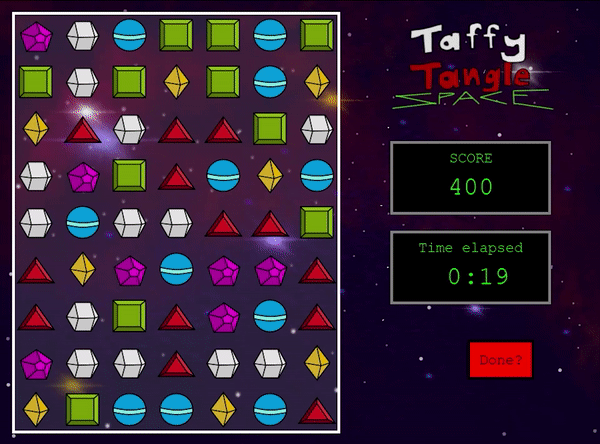 Taffy
Tangle
SPACE
SCORE
400
Time elapsed
0:19
Done?